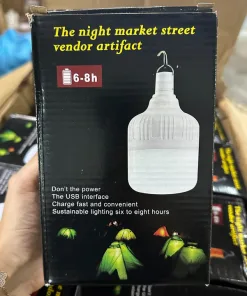 The night market street
vendor artifact
6-8h
Don't the power
The USB interface
Charge fast and convenient
Sustainable lighting six to eight hours